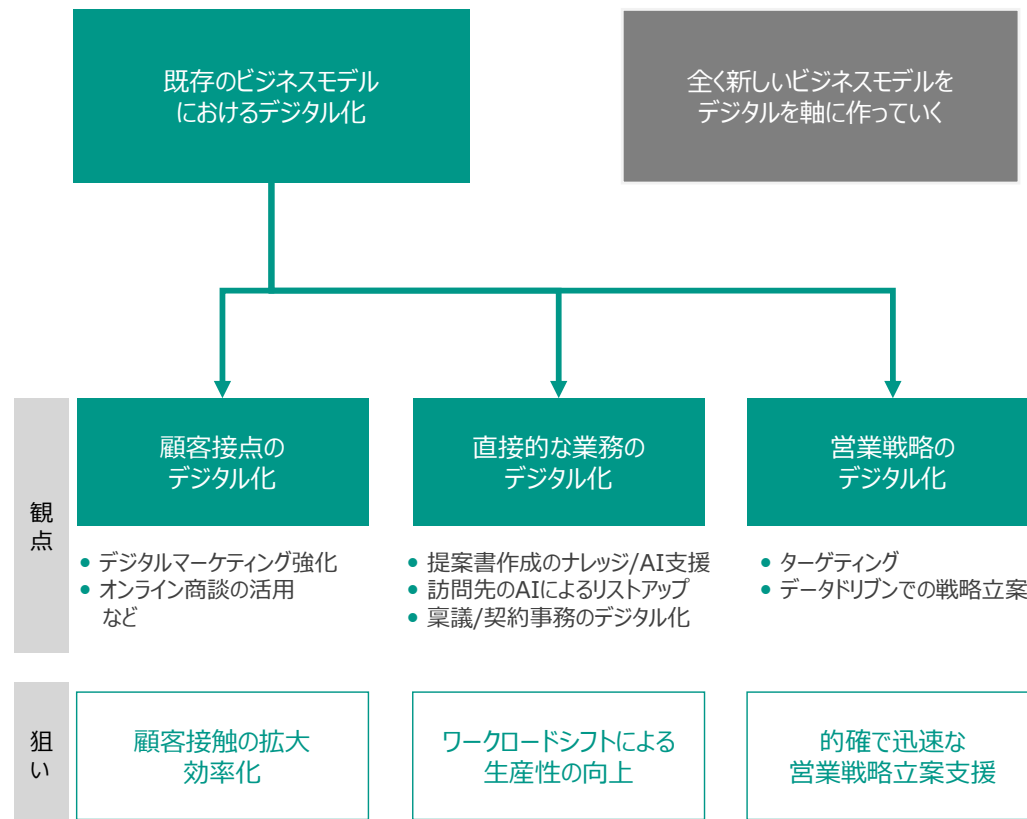 既存のビジネスモデル
におけるデジタル化
全く新しいビジネスモデルを
デジタルを軸に作っていく
観点
顧客接点の
デジタル化
直接的な業務の
デジタル化
営業戦略の
デジタル化
• デジタルマーケティング強化
• オンライン商談の活用
など
• 提案書作成のナレッジ/AI支援
• 訪問先のAIによるリストアップ
• 稟議/契約事務のデジタル化
• ターゲティング
• データドリブンでの戦略立案
狙い
顧客接触の拡大
効率化
ワークロードシフトによる
生産性の向上
的確で迅速な
営業戦略立案支援